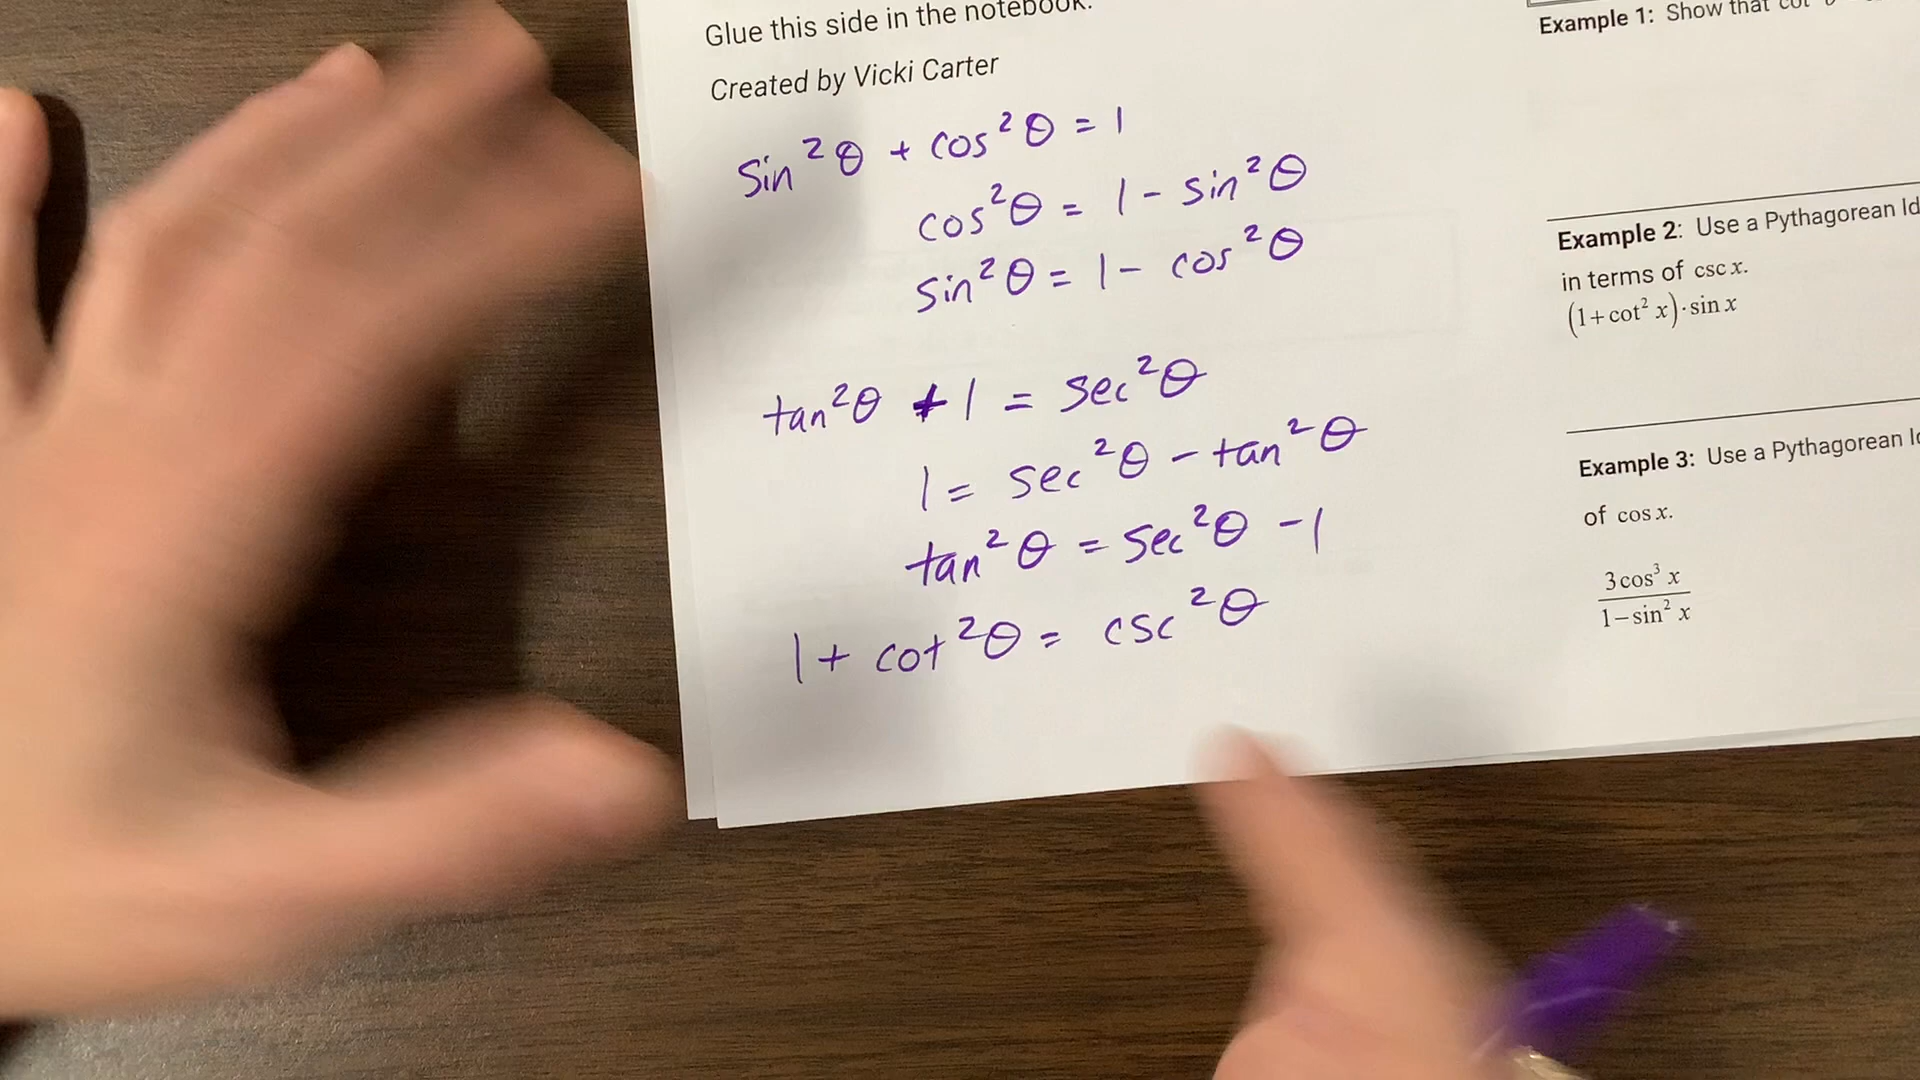 Glue this side in the notebook.
Created by Vicki Carter
sin²θ + cos²θ = 1
cos²θ = 1 - sin²θ
sin²θ = 1 - cos²θ
tan²θ + 1 = sec²θ
1 = sec²θ - tan²θ
tan²θ = sec²θ - 1
1 + cot²θ = csc²θ
Example 1: Show that
Example 2: Use a Pythagorean
in terms of csc x.
(1+cot² x)·sin x
Example 3: Use a Pythagorean
of cos x.
3cos³ x
1−sin² x